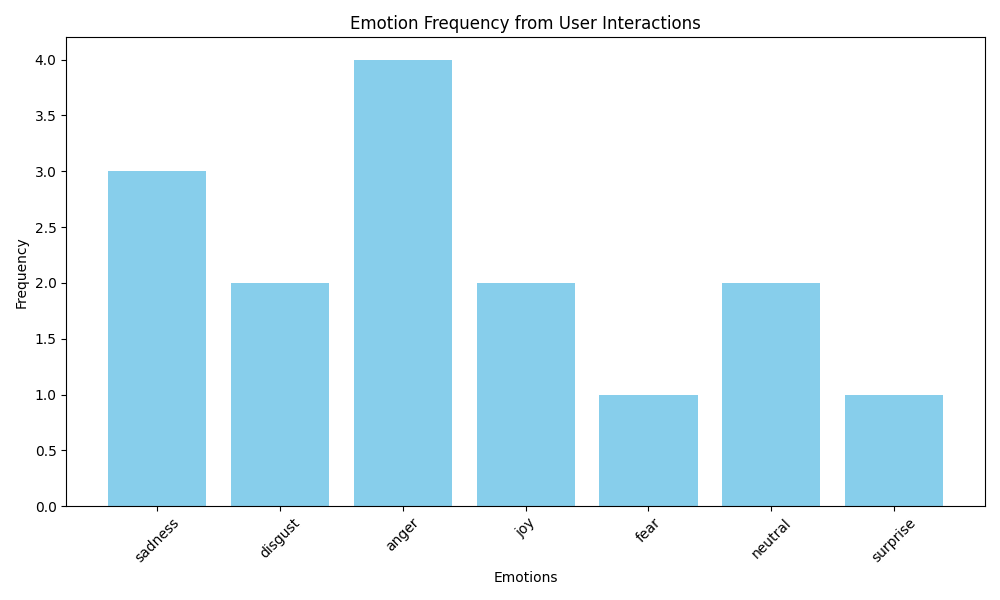 Emotion Frequency from User Interactions
4.0
3.5
3.0
2.5
2.0
1.5
1.0
0.5
0.0
Frequency
sadness
disgust
anger
joy
fear
neutral
surprise
Emotions